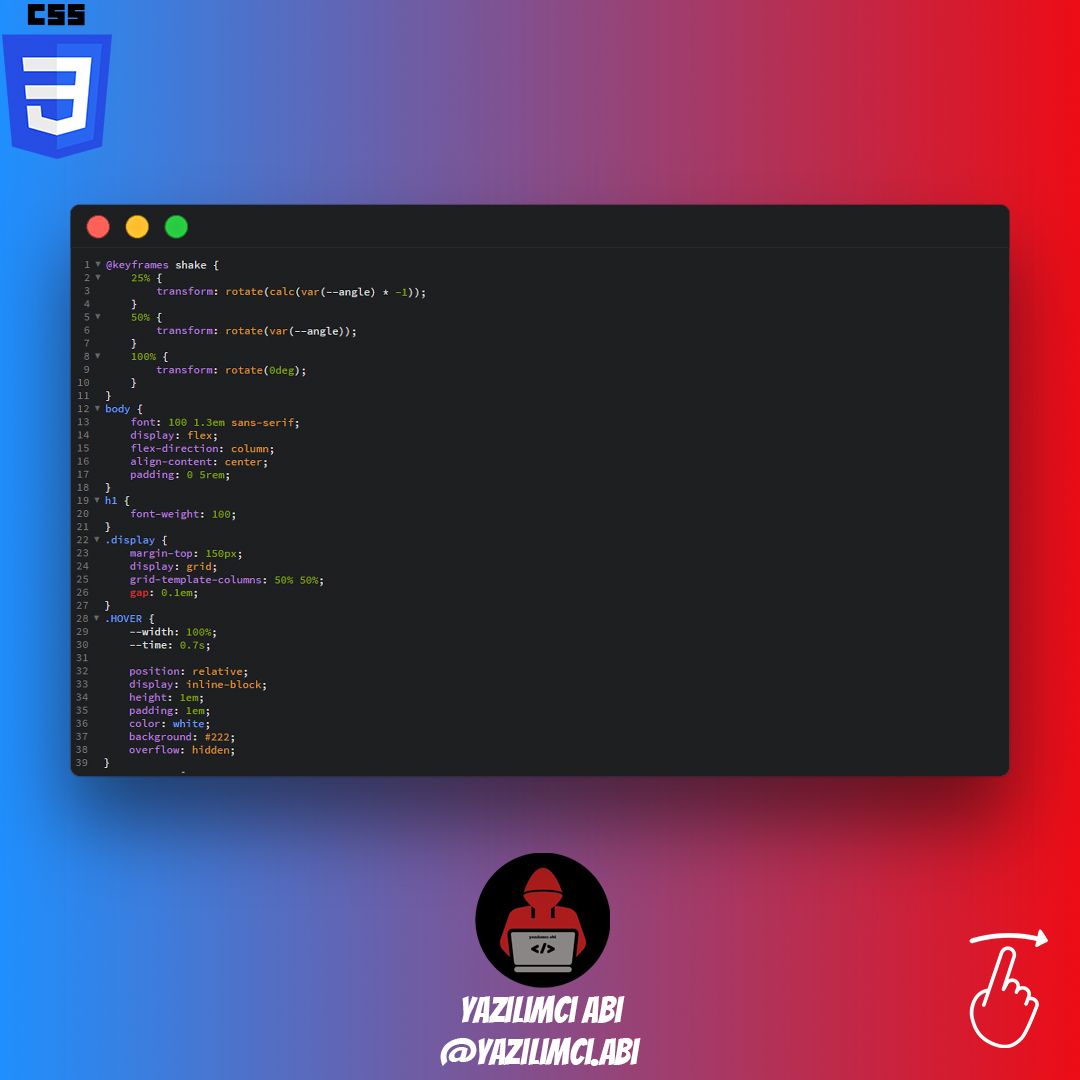 CSS
1 @keyframes shake {
2 25% {
3 transform: rotate(calc(var(--angle) * -1));
4 }
5 50% {
6 transform: rotate(var(--angle));
7 }
8 100% {
9 transform: rotate(0deg);
10 }
11 }
12 body {
13 font: 100 1.3em sans-serif;
14 display: flex;
15 flex-direction: column;
16 align-content: center;
17 padding: 0 5rem;
18 }
19 h1 {
20 font-weight: 100;
21 }
22 .display {
23 margin-top: 150px;
24 display: grid;
25 grid-template-columns: 50% 50%;
26 gap: 0.1em;
27 }
28 .HOVER {
29 --width: 100%;
30 --time: 0.7s;
31
32 position: relative;
33 display: inline-block;
34 height: 1em;
35 padding: 1em;
36 color: white;
37 background: #222;
38 overflow: hidden;
39 }
yazılımcı.abi
</>
YAZILIMCI ABI
@YAZILIMCI.ABI